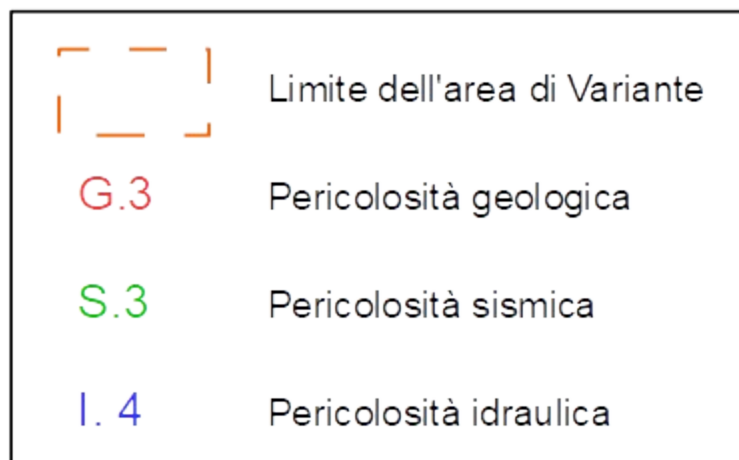 Limite dell'area di Variante
G.3 Pericolosità geologica
S.3 Pericolosità sismica
I. 4 Pericolosità idraulica